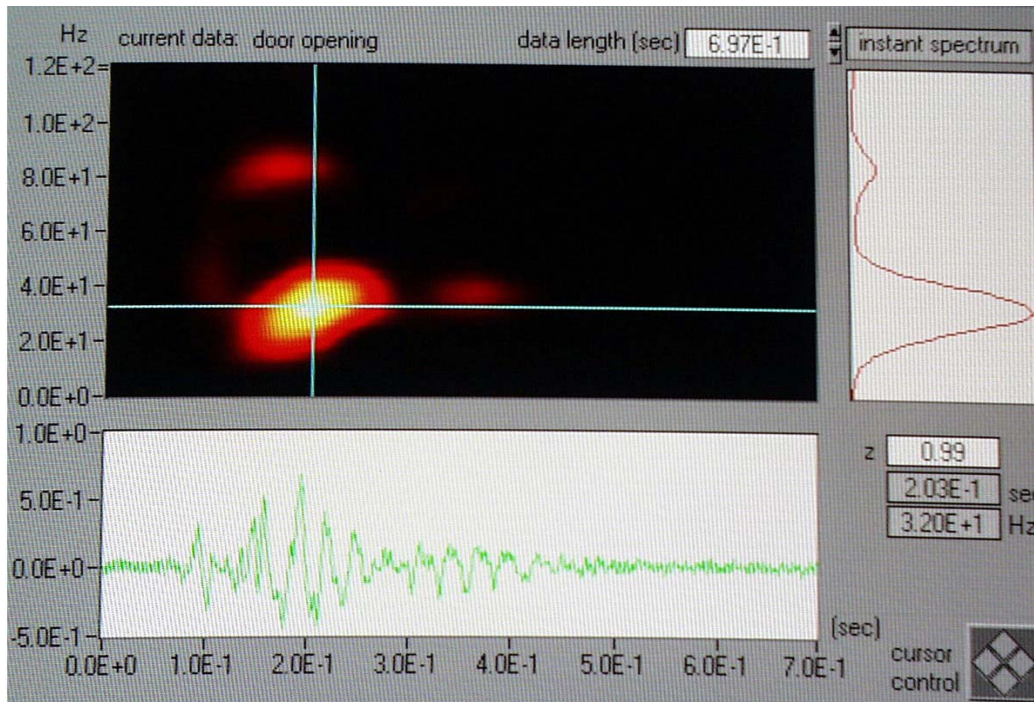 Hz current data: door opening data length (sec) 6.97E-1 instant spectrum
1.2E+2
1.0E+2
8.0E+1
6.0E+1
4.0E+1
2.0E+1
0.0E+0
1.0E+0
5.0E-1
0.0E+0
-5.0E-1
0.0E+0 1.0E-1 2.0E-1 3.0E-1 4.0E-1 5.0E-1 6.0E-1 7.0E-1
(sec)
z 0.99
2.03E-1 sec
3.20E+1 Hz
cursor
control